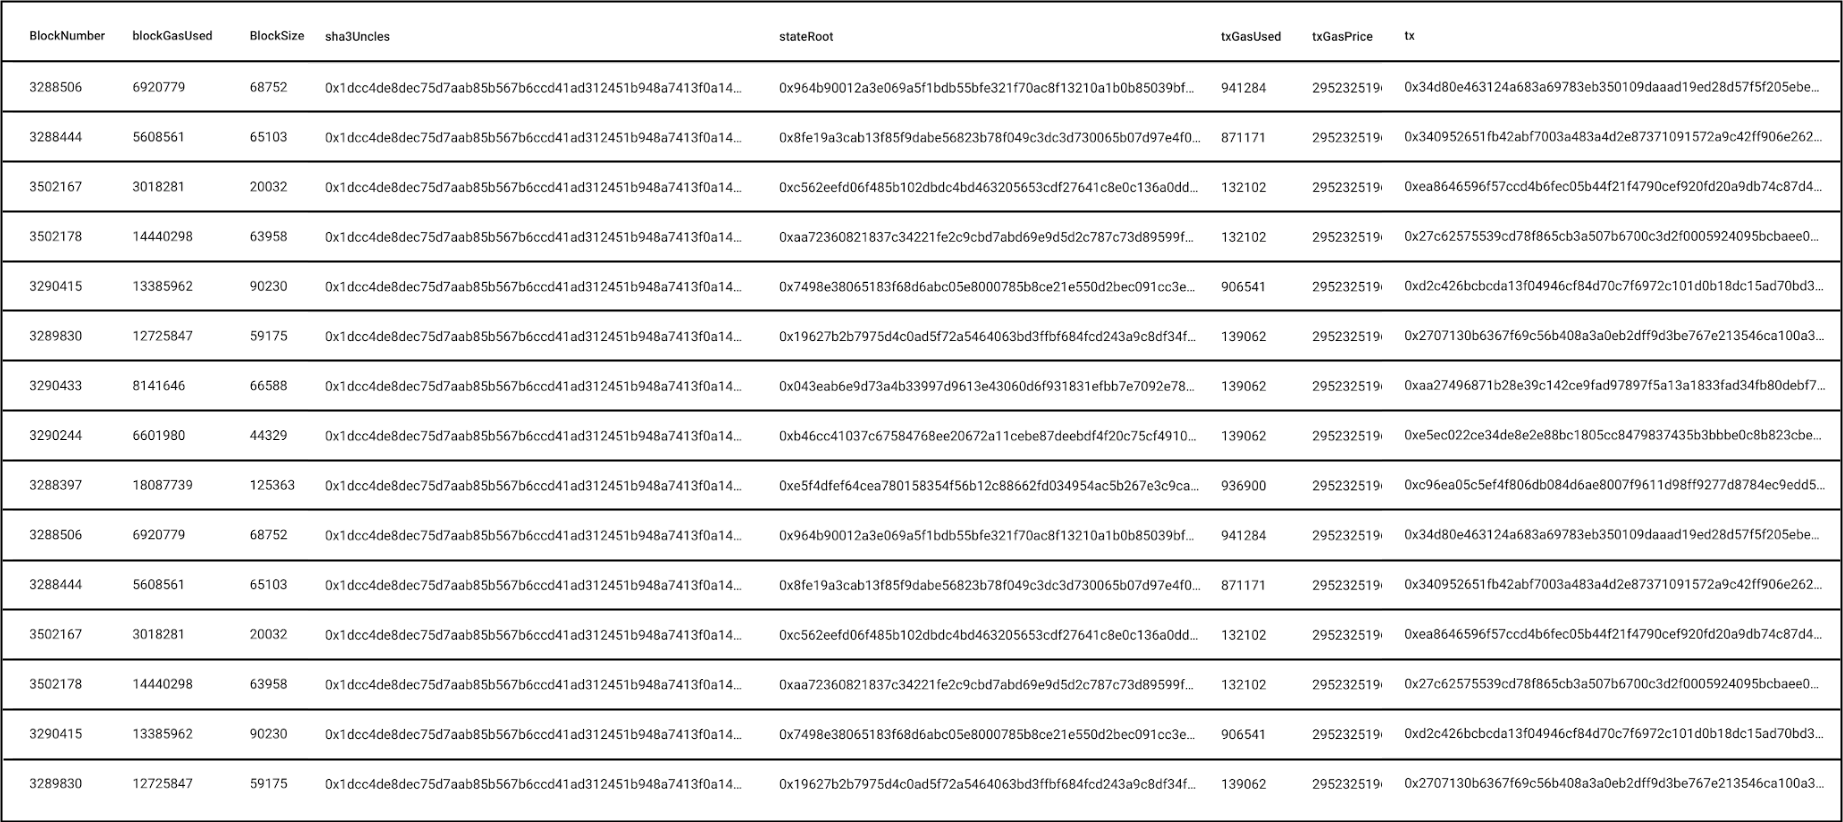 BlockNumber blockGasUsed BlockSize sha3Uncles stateRoot txGasUsed txGasPrice tx
3288506 6920779 68752 0x1dcc4de8dec75d7aab85b567b6ccd41ad312451b948a7413f0a14... 0x964b90012a3e069a5f1bdb55bfe321f70ac8f13210a1b0b85039bf... 941284 295232519 0x34d80e463124a683a69783eb350109daaad19ed28d57f5f205ebe...
3288444 5608561 65103 0x1dcc4de8dec75d7aab85b567b6ccd41ad312451b948a7413f0a14... 0x8fe19a3cab13f85f9dabe56823b78f049c3dc3d730065b07d97e4f0... 871171 295232519 0x340952651fb42abf7003a483a4d2e87371091572a9c42ff906e262...
3502167 3018281 20032 0x1dcc4de8dec75d7aab85b567b6ccd41ad312451b948a7413f0a14... 0xc562eefd06f485b102dbdc4bd463205653cdf27641c8e0c136a0dd... 132102 295232519 0xea8646596f57ccd4b6fec05b44f21f4790cef920fd20a9db74c87d4...
3502178 14440298 63958 0x1dcc4de8dec75d7aab85b567b6ccd41ad312451b948a7413f0a14... 0xaa72360821837c34221fe2c9cbd7abd69e9d5d2c787c73d89599f... 132102 295232519 0x27c62575539cd78f865cb3a507b6700c3d2f0005924095bcbaee0...
3290415 13385962 90230 0x1dcc4de8dec75d7aab85b567b6ccd41ad312451b948a7413f0a14... 0x7498e38065183f68d6abc05e8000785b8ce21e550d2bec091cc3e... 906541 295232519 0xd2c426bcbcda13f04946cf84d70c7f6972c101d0b18dc15ad70bd3...
3289830 12725847 59175 0x1dcc4de8dec75d7aab85b567b6ccd41ad312451b948a7413f0a14... 0x19627b2b7975d4c0ad5f72a5464063bd3ffbf684fcd243a9c8df34f... 139062 295232519 0x2707130b6367f69c56b408a3a0eb2dff9d3be767e213546ca100a3...
3290433 8141646 66588 0x1dcc4de8dec75d7aab85b567b6ccd41ad312451b948a7413f0a14... 0x043eab6e9d73a4b33997d9613e43060d6f931831efbb7e7092e78... 139062 295232519 0xaa27496871b28e39c142ce9fad97897f5a13a1833fad34fb80debf7...
3290244 6601980 44329 0x1dcc4de8dec75d7aab85b567b6ccd41ad312451b948a7413f0a14... 0xb46cc41037c67584768ee20672a11cebe87deebdf4f20c75cf4910... 139062 295232519 0xe5ec022ce34de8e2e88bc1805cc8479837435b3bbbe0c8b823cbe...
3288397 18087739 125363 0x1dcc4de8dec75d7aab85b567b6ccd41ad312451b948a7413f0a14... 0xe5f4dfef64cea780158354f56b12c88662fd034954ac5b267e3c9ca... 936900 295232519 0xc96ea05c5ef4f806db084d6ae8007f9611d98ff9277d8784ec9edd5...
3288506 6920779 68752 0x1dcc4de8dec75d7aab85b567b6ccd41ad312451b948a7413f0a14... 0x964b90012a3e069a5f1bdb55bfe321f70ac8f13210a1b0b85039bf... 941284 295232519 0x34d80e463124a683a69783eb350109daaad19ed28d57f5f205ebe...
3288444 5608561 65103 0x1dcc4de8dec75d7aab85b567b6ccd41ad312451b948a7413f0a14... 0x8fe19a3cab13f85f9dabe56823b78f049c3dc3d730065b07d97e4f0... 871171 295232519 0x340952651fb42abf7003a483a4d2e87371091572a9c42ff906e262...
3502167 3018281 20032 0x1dcc4de8dec75d7aab85b567b6ccd41ad312451b948a7413f0a14... 0xc562eefd06f485b102dbdc4bd463205653cdf27641c8e0c136a0dd... 132102 295232519 0xea8646596f57ccd4b6fec05b44f21f4790cef920fd20a9db74c87d4...
3502178 14440298 63958 0x1dcc4de8dec75d7aab85b567b6ccd41ad312451b948a7413f0a14... 0xaa72360821837c34221fe2c9cbd7abd69e9d5d2c787c73d89599f... 132102 295232519 0x27c62575539cd78f865cb3a507b6700c3d2f0005924095bcbaee0...
3290415 13385962 90230 0x1dcc4de8dec75d7aab85b567b6ccd41ad312451b948a7413f0a14... 0x7498e38065183f68d6abc05e8000785b8ce21e550d2bec091cc3e... 906541 295232519 0xd2c426bcbcda13f04946cf84d70c7f6972c101d0b18dc15ad70bd3...
3289830 12725847 59175 0x1dcc4de8dec75d7aab85b567b6ccd41ad312451b948a7413f0a14... 0x19627b2b7975d4c0ad5f72a5464063bd3ffbf684fcd243a9c8df34f... 139062 295232519 0x2707130b6367f69c56b408a3a0eb2dff9d3be767e213546ca100a3...